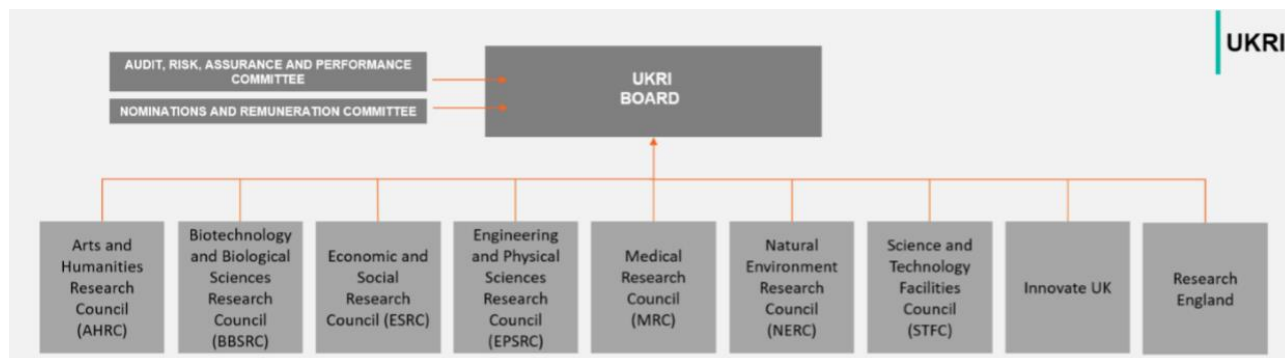 UKRI
AUDIT, RISK, ASSURANCE AND PERFORMANCE
COMMITTEE
NOMINATIONS AND REMUNERATION COMMITTEE
UKRI
BOARD
Arts and
Humanities
Research
Council
(AHRC)
Biotechnology
and Biological
Sciences
Research
Council
(BBSRC)
Economic and
Social
Research
Council (ESRC)
Engineering
and Physical
Sciences
Research
Council
(EPSRC)
Medical
Research
Council
(MRC)
Natural
Environment
Research
Council
(NERC)
Science and
Technology
Facilities
Council
(STFC)
Innovate UK
Research
England